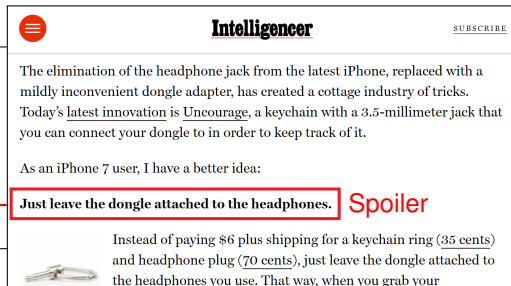 Intelligencer
SUBSCRIBE
The elimination of the headphone jack from the latest iPhone, replaced with a
mildly inconvenient dongle adapter, has created a cottage industry of tricks.
Today’s latest innovation is Uncourage, a keychain with a 3.5-millimeter jack that
you can connect your dongle to in order to keep track of it.
As an iPhone 7 user, I have a better idea:
Just leave the dongle attached to the headphones.
Spoiler
Instead of paying $6 plus shipping for a keychain ring (35 cents)
and headphone plug (70 cents), just leave the dongle attached to
the headphones you use. That way, when you grab your